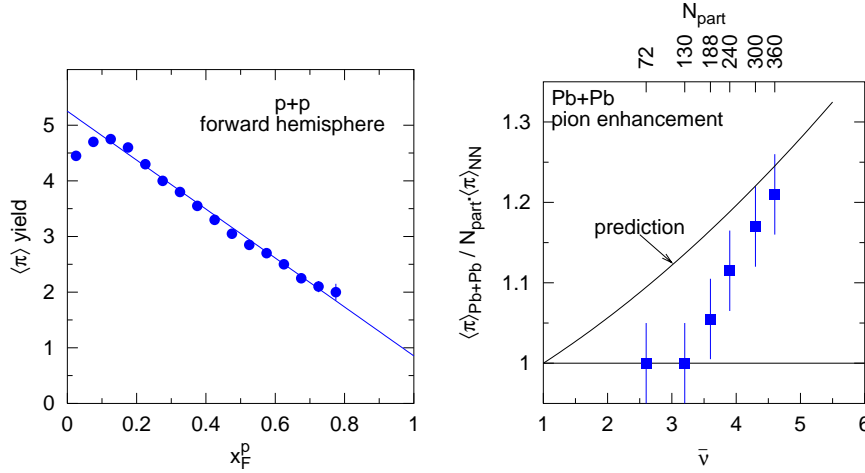 p+p
forward hemisphere
⟨π⟩ yield
5
4
3
2
1
0
0 0.2 0.4 0.6 0.8 1
x_F^p
N_part
72 130 188 240 300 360
Pb+Pb
pion enhancement
prediction
⟨π⟩_Pb+Pb / N_part·⟨π⟩_NN
1.3
1.2
1.1
1
1 2 3 4 5 6
ν̄